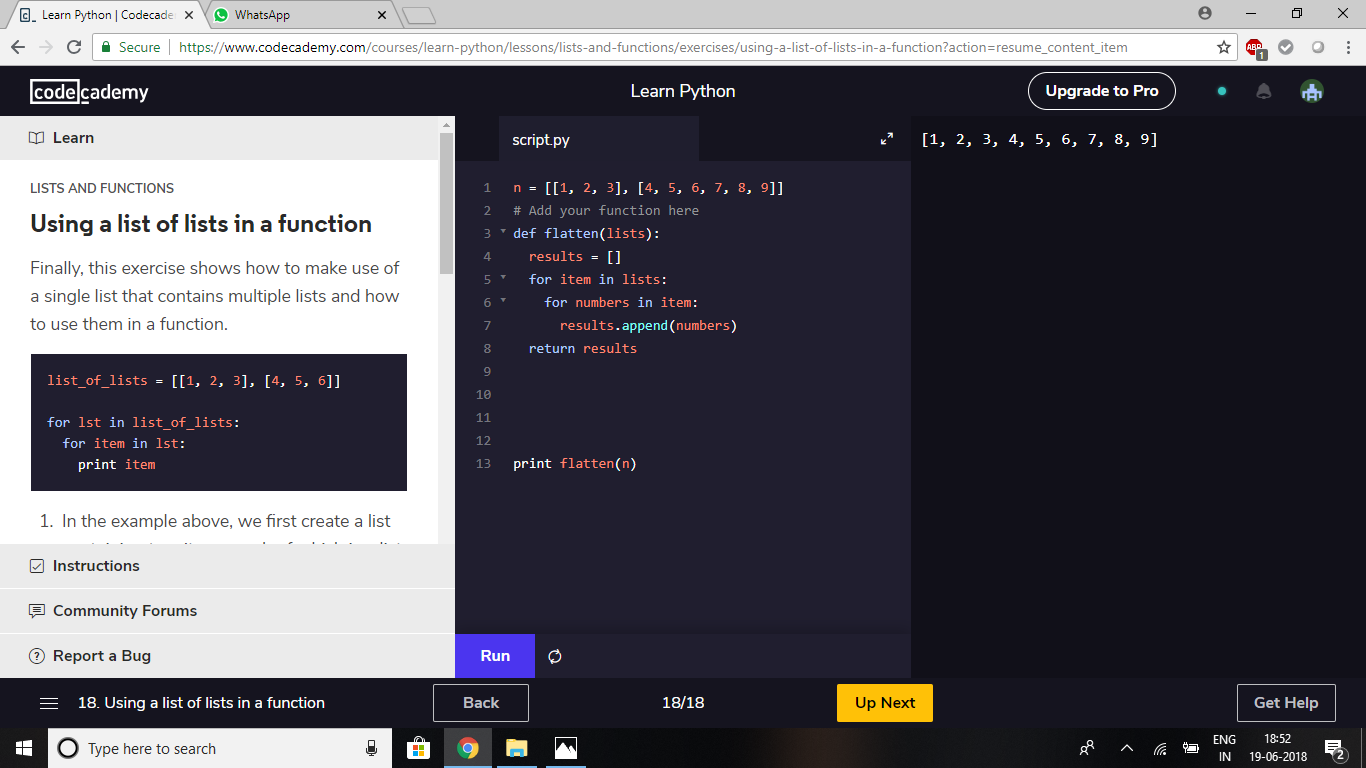 Learn Python | Codecade
WhatsApp
Secure
https://www.codecademy.com/courses/learn-python/lessons/lists-and-functions/exercises/using-a-list-of-lists-in-a-function?action=resume_content_item
ABP
1
codecademy
Learn Python
Upgrade to Pro
Learn
LISTS AND FUNCTIONS
Using a list of lists in a function
Finally, this exercise shows how to make use of
a single list that contains multiple lists and how
to use them in a function.
list_of_lists = [[1, 2, 3], [4, 5, 6]]
for lst in list_of_lists:
  for item in lst:
    print item
1. In the example above, we first create a list
Instructions
Community Forums
Report a Bug
script.py
1 n = [[1, 2, 3], [4, 5, 6, 7, 8, 9]]
2 # Add your function here
3 def flatten(lists):
4   results = []
5   for item in lists:
6     for numbers in item:
7       results.append(numbers)
8   return results
9
10
11
12
13 print flatten(n)
Run
[1, 2, 3, 4, 5, 6, 7, 8, 9]
18. Using a list of lists in a function
Back
18/18
Up Next
Get Help
Type here to search
ENG
IN
18:52
19-06-2018
2